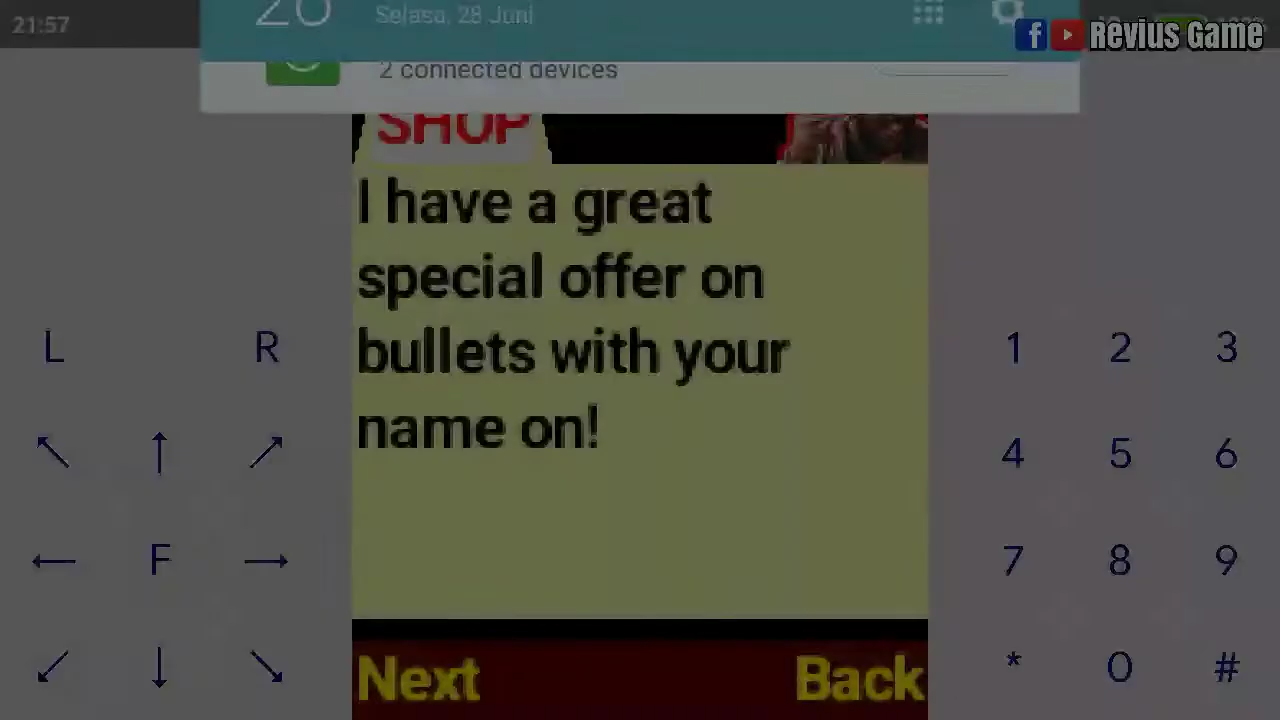 21:57
Selasa, 28 Juni
Revius Game
2 connected devices
SHOP
I have a great
special offer on
bullets with your
name on!
L R 1 2 3
4 5 6
F 7 8 9
* 0 #
Next Back